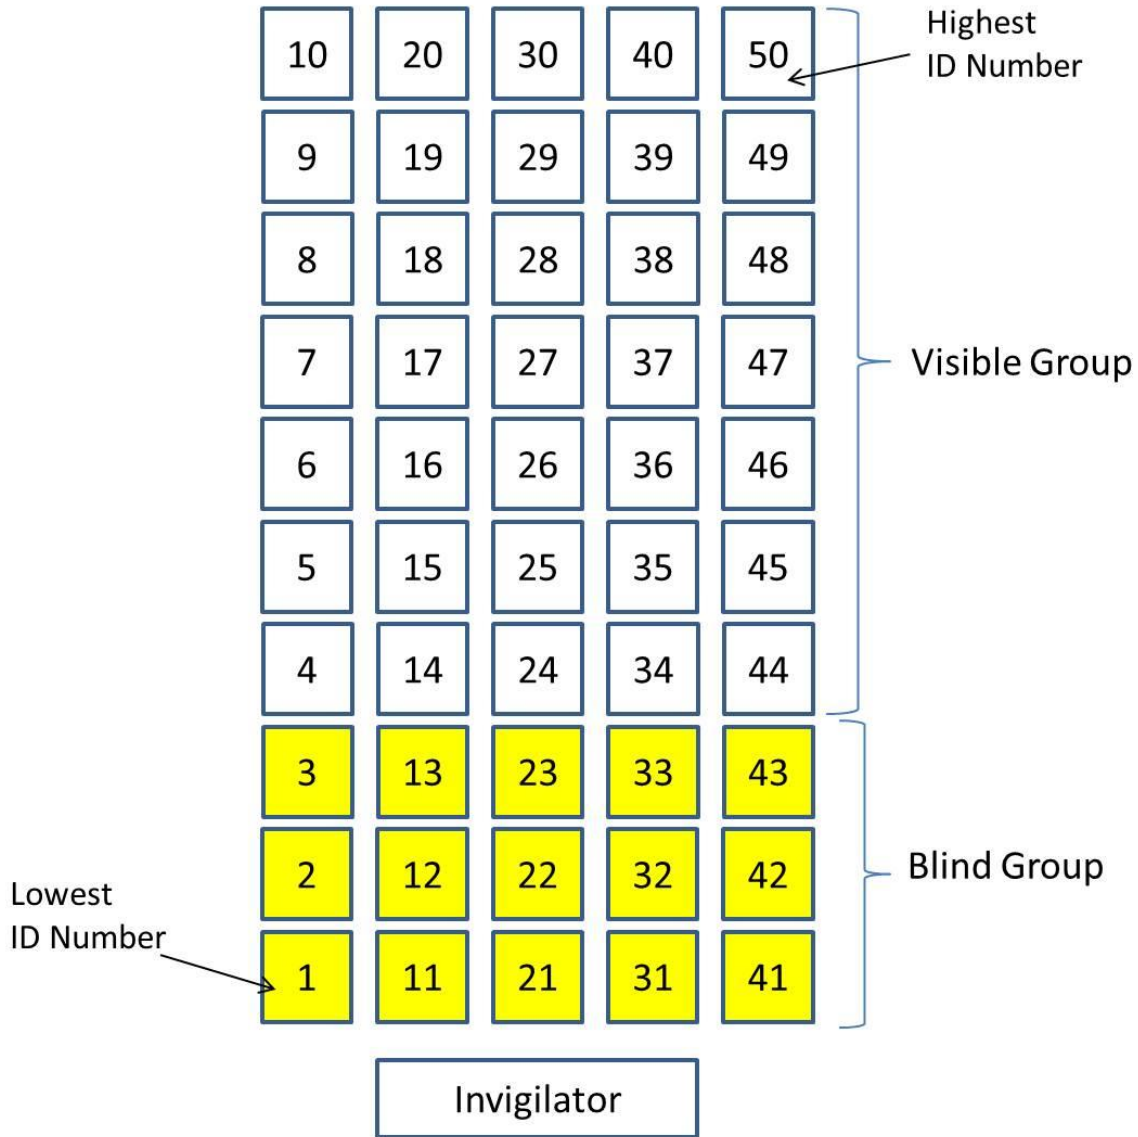 Highest
ID Number
10 20 30 40 50
9 19 29 39 49
8 18 28 38 48
7 17 27 37 47
Visible Group
6 16 26 36 46
5 15 25 35 45
4 14 24 34 44
3 13 23 33 43
2 12 22 32 42
Blind Group
Lowest
ID Number
1 11 21 31 41
Invigilator